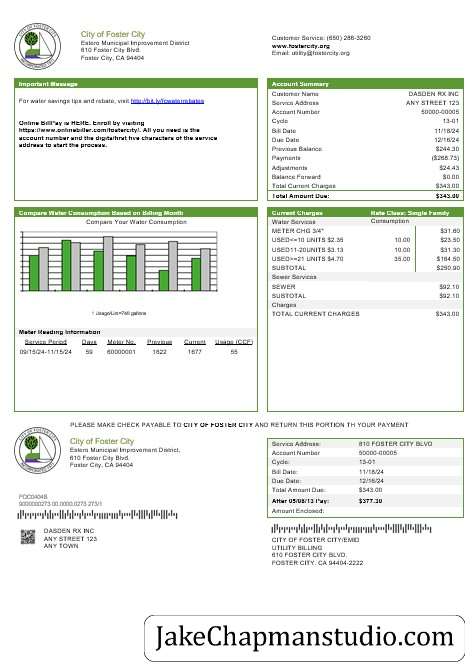 City of Foster City
Estero Municipal Improvement District
610 Foster City Blvd.
Foster City, CA 94404
Customer Service: (650) 286-3260
www.fostercity.org
Email: utility@fostercity.org
Important Message
For water savings tips and rebate, visit
Online BillPay is HERE. Enroll by visiting
https://www.onlinebiller.com/fostercity/. All you need is the
account number and the digits/first five characters of the service
address to start the process.
Account Summary
Customer Name DASDEN RX INC
Service Address ANY STREET 123
Account Number 50000-00005
Cycle 13-01
Bill Date 11/18/24
Due Date 12/16/24
Previous Balance $244.30
Payments ($268.73)
Adjustments $24.43
Balance Forward $0.00
Total Current Charges $343.00
Total Amount Due: $343.00
Compare Water Consumption Based on Billing Month
Compare Your Water Consumption
1 Usage/Unit=748 gallons
Meter Reading Information
Service Period Days Meter No. Previous Current Usage (CCF)
09/15/24-11/15/24 59 60000001 1622 1677 55
Current Charges Rate Class: Single Family
Water Services Consumption
METER CHG 3/4" $31.60
USED<=10 UNITS $2.35 10.00 $23.50
USED11-20UNITS $3.13 10.00 $31.30
USED>=21 UNITS $4.70 35.00 $164.50
SUBTOTAL $250.90
Sewer Services
SEWER $92.10
SUBTOTAL $92.10
Charges
TOTAL CURRENT CHARGES $343.00
PLEASE MAKE CHECK PAYABLE TO CITY OF FOSTER CITY AND RETURN THIS PORTION TH YOUR PAYMENT
City of Foster City
Estero Municipal Improvement District,
610 Foster City Blvd.
Foster City, CA 94404
Service Address: 810 FOSTER CITY BLVD
Account Number 50000-00005
Cycle: 13-01
Bill Date: 11/18/24
Due Date: 12/16/24
Total Amount Due: $343.00
After 05/08/13 Pay: $377.30
Amount Enclosed:
DASDEN RX INC
ANY STREET 123
ANY TOWN
CITY OF FOSTER CITY/EMID
UTILITY BILLING
610 FOSTER CITY BLVD.
FOSTER CITY, CA 94404-2222
JakeChapmanstudio.com